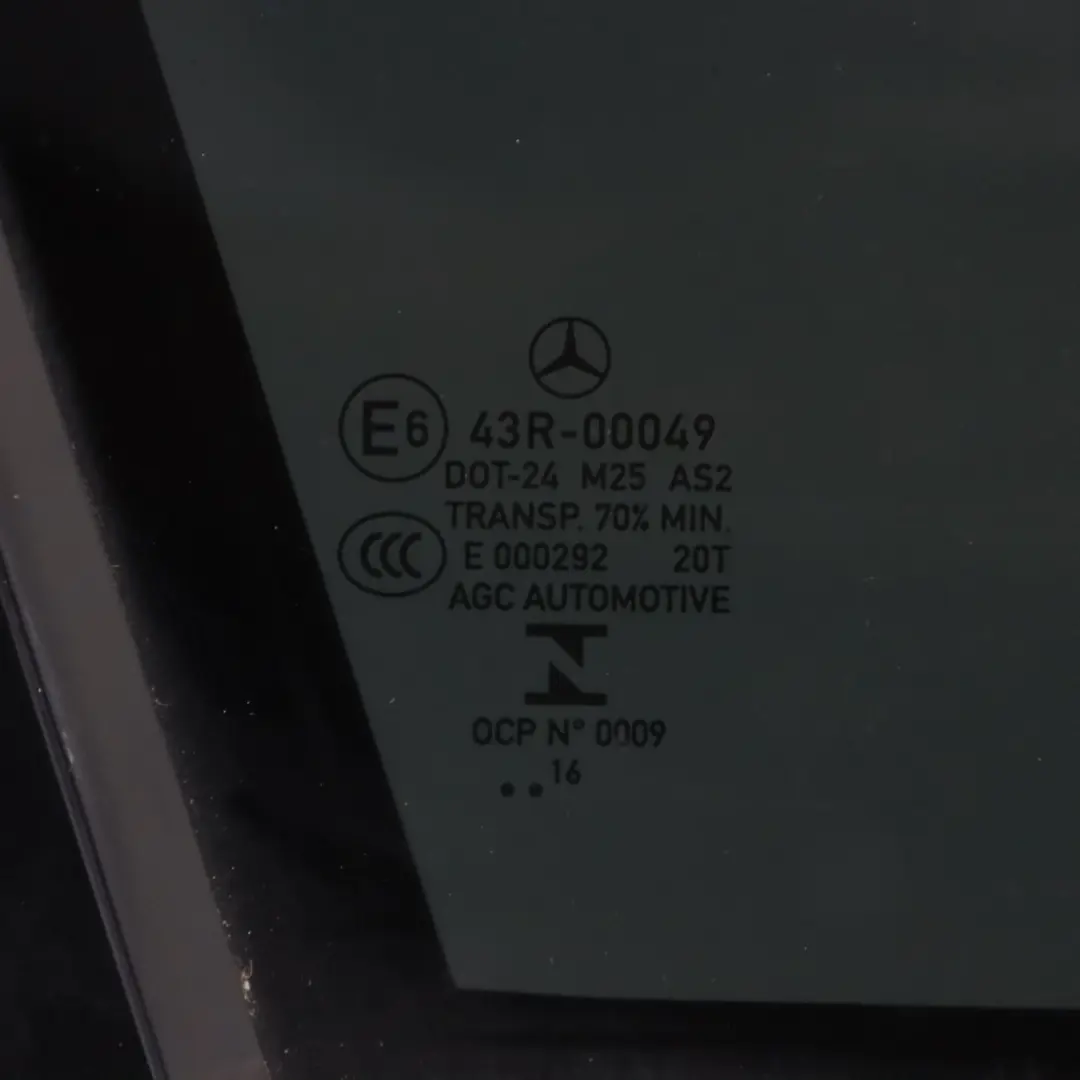 E6 43R-00049
DOT-24 M25 AS2
TRANSP. 70% MIN.
CCC E 000292 20T
AGC AUTOMOTIVE
OCP N° 0009
.. 16